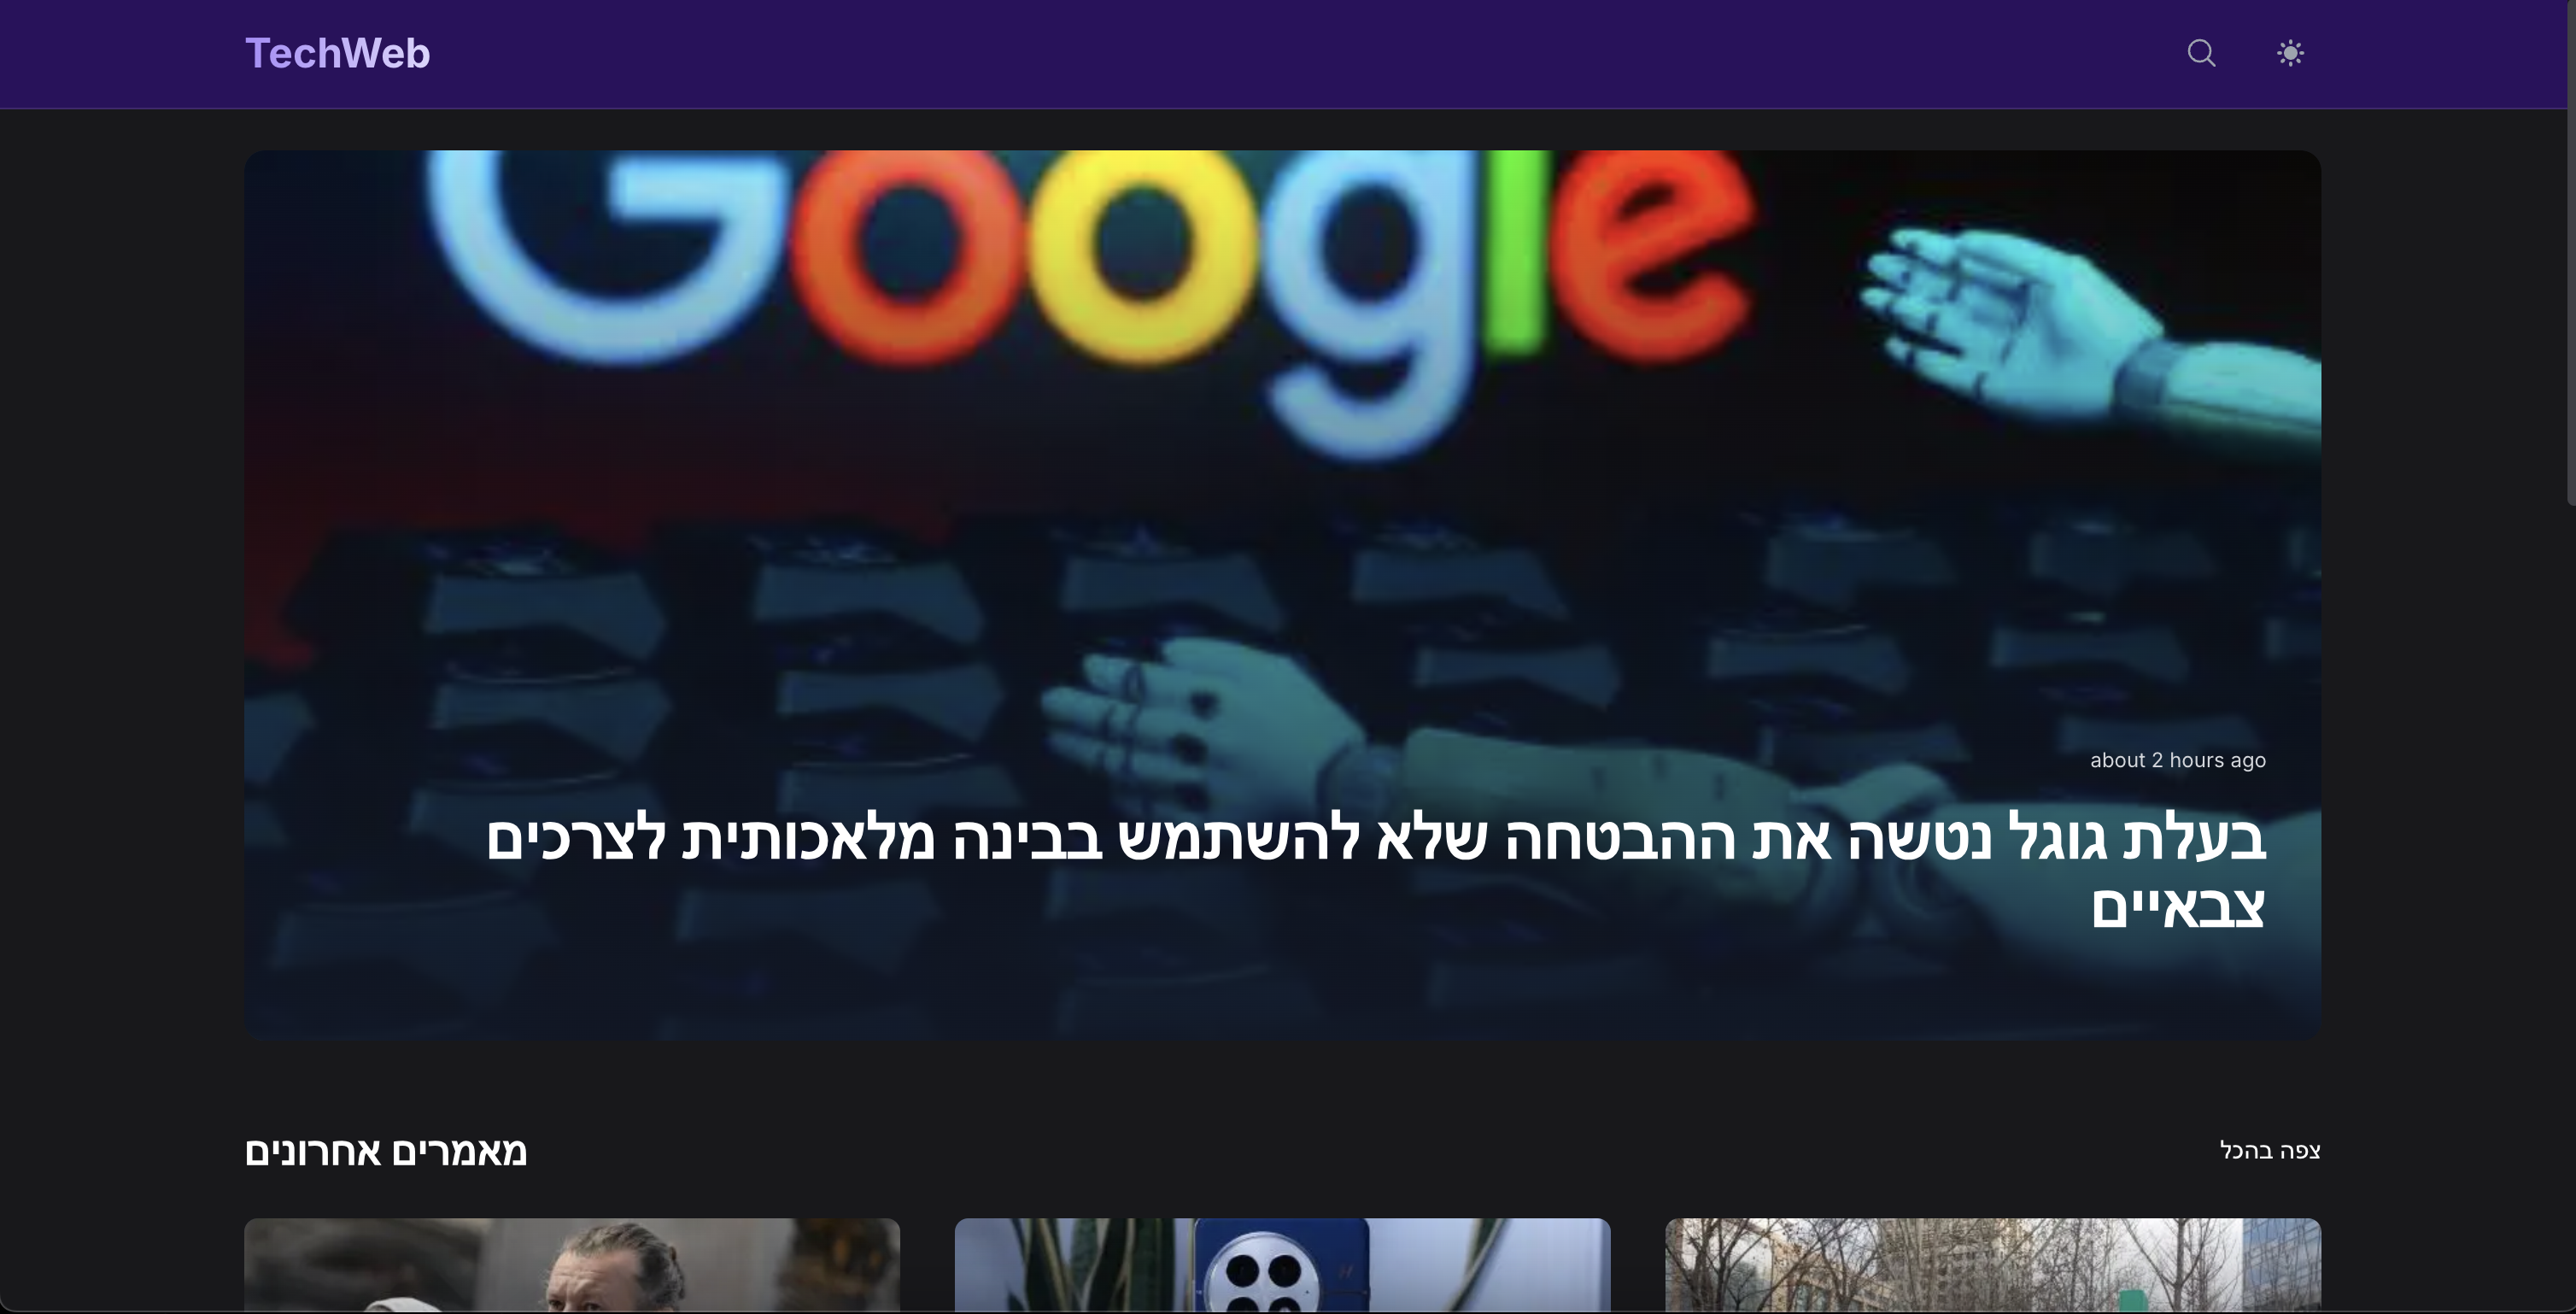 TechWeb
Google
about 2 hours ago
בעלת גוגל נטשה את ההבטחה שלא להשתמש בבינה מלאכותית לצרכים
צבאיים
מאמרים אחרונים
צפה בהכל